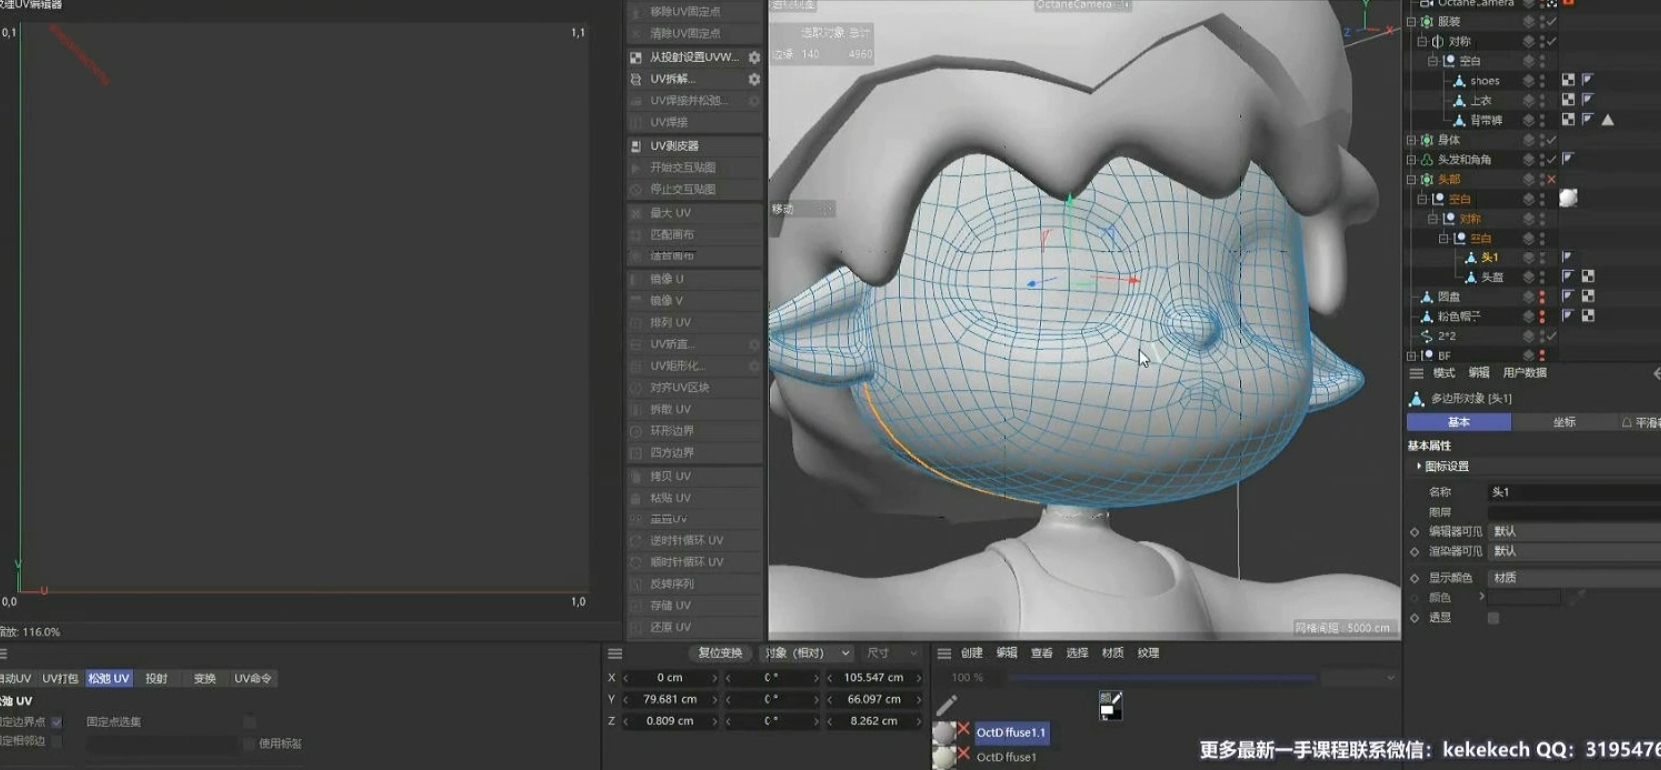 纹理UV编辑器
0,1
1,1
0,0
1,0
V
U
缩放: 116.0%
移除UV固定点
清除UV固定点
从投射设置UVW...
UV拆解...
UV焊接并松弛...
UV焊接
UV剥皮器
开始交互贴图
停止交互贴图
最大 UV
匹配画布
适合画布
镜像 U
镜像 V
排列 UV
UV矫直...
UV矩形化...
对齐UV区块
拆散 UV
环形边界
四方边界
拷贝 UV
粘贴 UV
重置UV
逆时针循环 UV
顺时针循环 UV
反转序列
存储 UV
还原 UV
透视视图
OctaneCamera
选取对象 总计
边缘: 140 4960
移动
网格间距 : 5000 cm
Y
Z
X
OctaneCamera
服装
对称
空白
shoes
上衣
背带裤
身体
头发和角角
头部
空白
对称
空白
头1
头盔
圆盘
粉色帽子
2*2
BF
模式 编辑 用户数据
多边形对象 [头1]
基本 坐标
基本属性
图标设置
名称 头1
图层
编辑器可见 默认
渲染器可见 默认
显示颜色 材质
颜色
透显
自动UV UV打包 松弛 UV 投射 变换 UV命令
松弛 UV
固定边界点 固定点选集
固定相邻边 使用标签
复位变换 对象 (相对) 尺寸
X 0 cm 0 ° 105.547 cm
Y 79.681 cm 0 ° 66.097 cm
Z 0.809 cm 0 ° 8.262 cm
创建 编辑 查看 选择 材质 纹理
100 %
OctDiffuse1.1
OctDiffuse1
更多最新一手课程联系微信：kekekech QQ：3195476